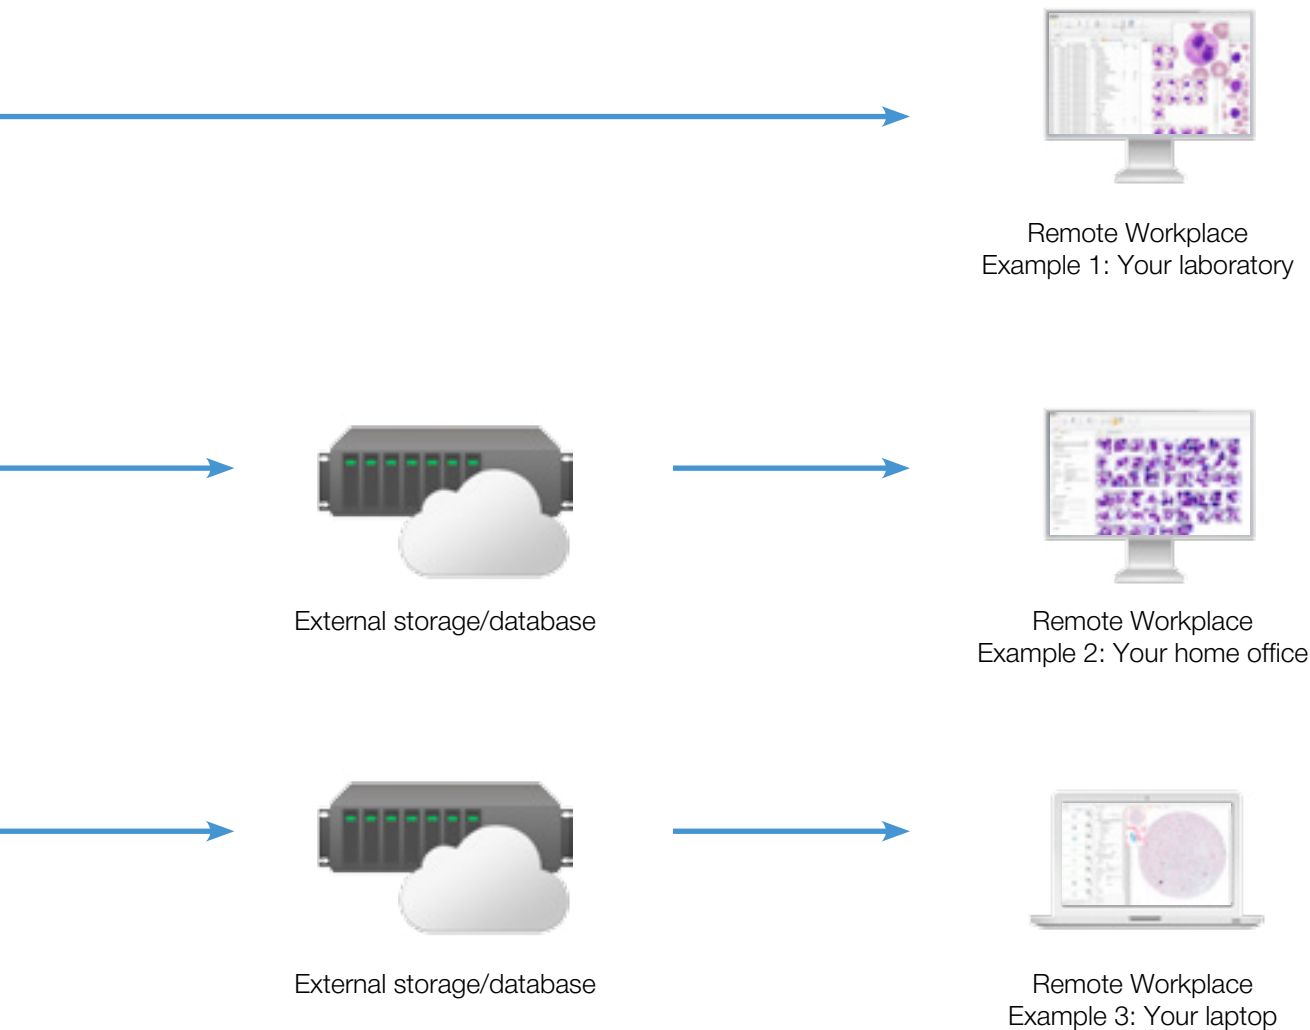 Remote Workplace
Example 1: Your laboratory
External storage/database
Remote Workplace
Example 2: Your home office
External storage/database
Remote Workplace
Example 3: Your laptop